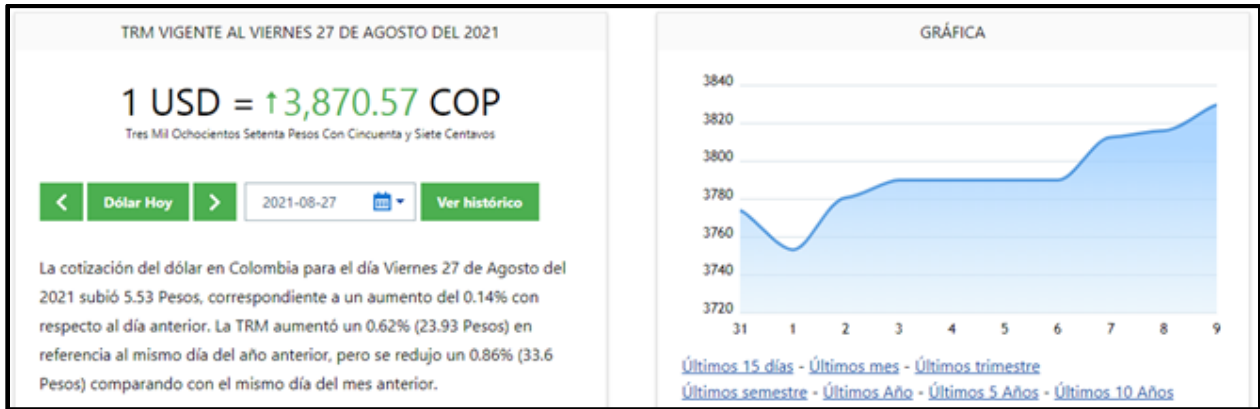 TRM VIGENTE AL VIERNES 27 DE AGOSTO DEL 2021
1 USD = ↑3,870.57 COP
Tres Mil Ochocientos Setenta Pesos Con Cincuenta y Siete Centavos
< Dólar Hoy > 2021-08-27 Ver histórico
La cotización del dólar en Colombia para el día Viernes 27 de Agosto del
2021 subió 5.53 Pesos, correspondiente a un aumento del 0.14% con
respecto al día anterior. La TRM aumentó un 0.62% (23.93 Pesos) en
referencia al mismo día del año anterior, pero se redujo un 0.86% (33.6
Pesos) comparando con el mismo día del mes anterior.
GRÁFICA
3840
3820
3800
3780
3760
3740
3720
31 1 2 3 4 5 6 7 8 9
Últimos 15 días - Últimos mes - Últimos trimestre
Últimos semestre - Últimos Año - Últimos 5 Años - Últimos 10 Años